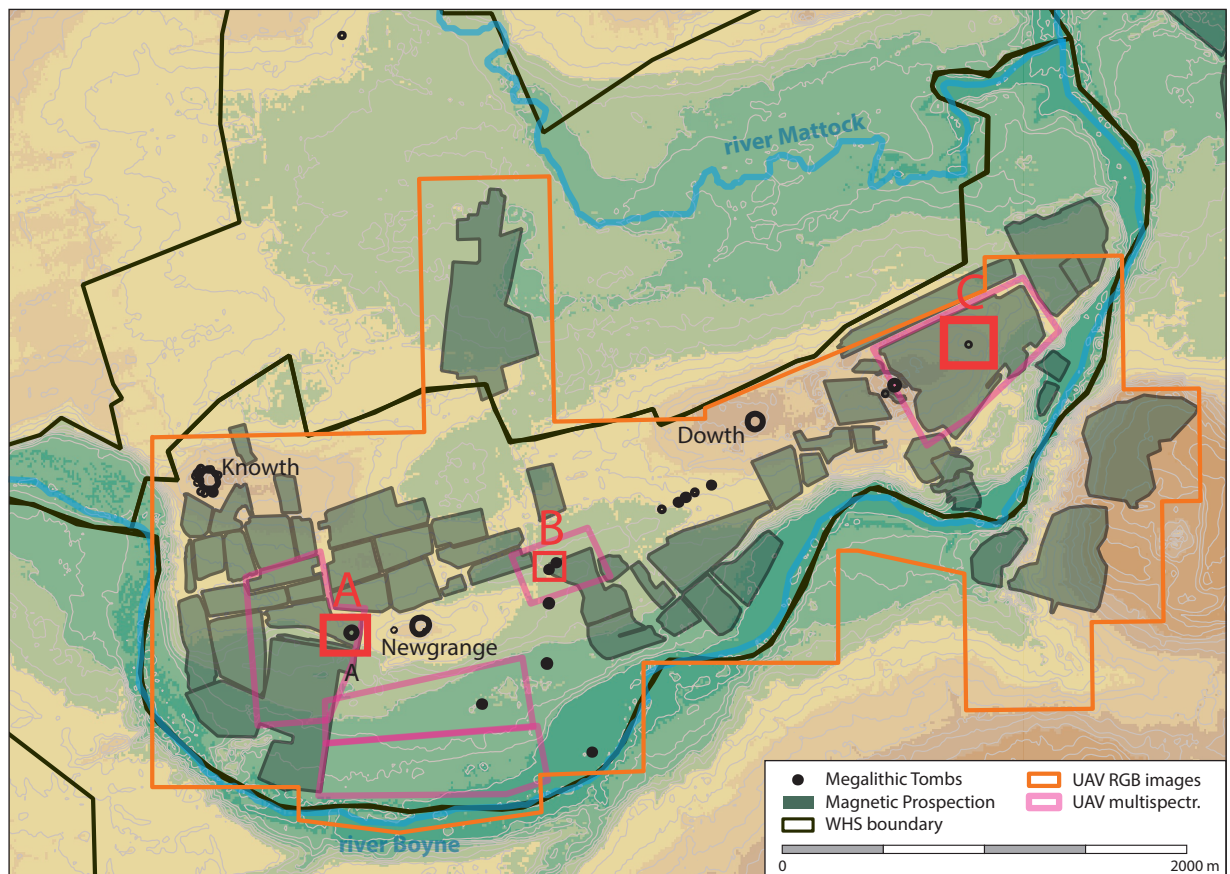 river Mattock
C
Dowth
Knowth
B
A
Newgrange
A
river Boyne
Megalithic Tombs
Magnetic Prospection
WHS boundary
UAV RGB images
UAV multispectr.
0
2000 m